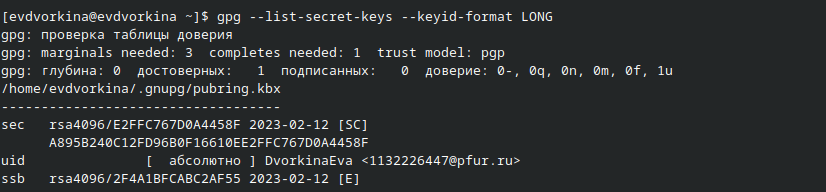 [evdvorkina@evdvorkina ~]$ gpg --list-secret-keys --keyid-format LONG
gpg: проверка таблицы доверия
gpg: marginals needed: 3  completes needed: 1  trust model: pgp
gpg: глубина: 0  достоверных:   1  подписанных:   0  доверие: 0-, 0q, 0n, 0m, 0f, 1u
/home/evdvorkina/.gnupg/pubring.kbx
-----------------------------------
sec   rsa4096/E2FFC767D0A4458F 2023-02-12 [SC]
      A895B240C12FD96B0F16610EE2FFC767D0A4458F
uid               [  абсолютно ] DvorkinaEva <1132226447@pfur.ru>
ssb   rsa4096/2F4A1BFCABC2AF55 2023-02-12 [E]